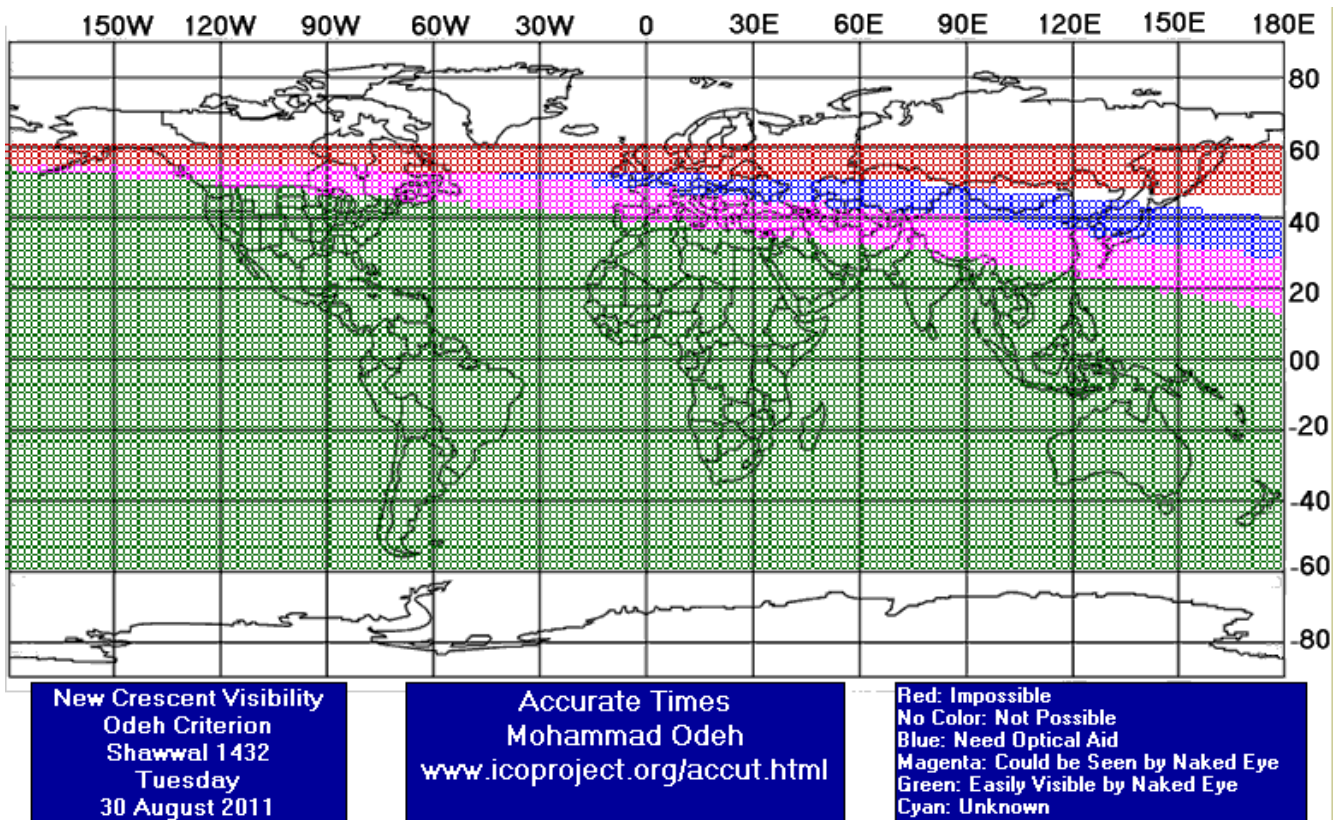 150W 120W 90W 60W 30W 0 30E 60E 90E 120E 150E 180E
80
60
40
20
00
-20
-40
-60
-80
New Crescent Visibility
Odeh Criterion
Shawwal 1432
Tuesday
30 August 2011
Accurate Times
Mohammad Odeh
www.icoproject.org/accut.html
Red: Impossible
No Color: Not Possible
Blue: Need Optical Aid
Magenta: Could be Seen by Naked Eye
Green: Easily Visible by Naked Eye
Cyan: Unknown